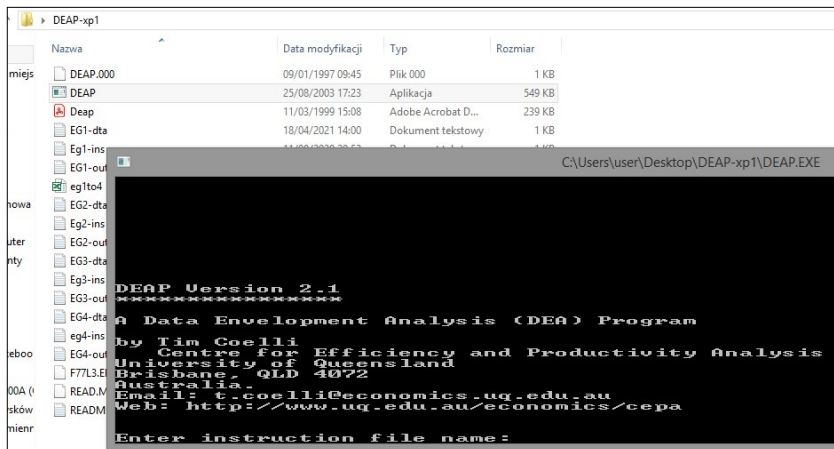 DEAP-xp1
Nazwa Data modyfikacji Typ Rozmiar
miejs
DEAP.000 09/01/1997 09:45 Plik 000 1 KB
DEAP 25/08/2003 17:23 Aplikacja 549 KB
Deap 11/03/1999 15:08 Adobe Acrobat D... 239 KB
EG1-dta 18/04/2021 14:00 Dokument tekstowy 1 KB
Eg1-ins
EG1-out
eg1to4
EG2-dta
Eg2-ins
EG2-out
EG3-dta
Eg3-ins
EG3-out
EG4-dta
eg4-ins
EG4-out
F77L3.E
READ.M
READM
C:\Users\user\Desktop\DEAP-xp1\DEAP.EXE
DEAP Version 2.1
*****************
A Data Envelopment Analysis (DEA) Program
by Tim Coelli
Centre for Efficiency and Productivity Analysis
University of Queensland
Brisbane, QLD 4072
Australia.
Email: t.coelli@economics.uq.edu.au
Web: http://www.uq.edu.au/economics/cepa
Enter instruction file name: